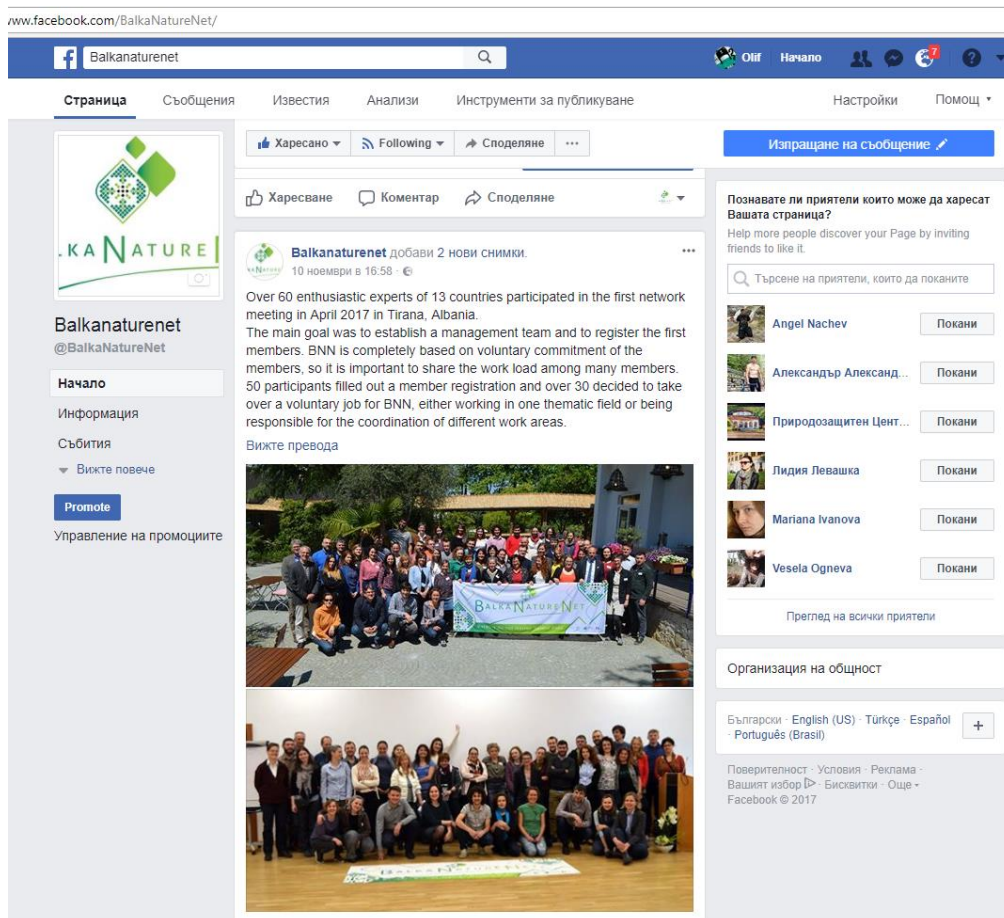 www.facebook.com/BalkaNatureNet/
Balkanaturenet
Olif Начало 7
Страница Съобщения Известия Анализи Инструменти за публикуване Настройки Помощ
KA NATURE
Харесано Following Споделяне ...
Изпращане на съобщение
Харесване Коментар Споделяне
Balkanaturenet
@BalkaNatureNet
Начало
Информация
Събития
Вижте повече
Promote
Управление на промоциите
Balkanaturenet добави 2 нови снимки.
10 ноември в 16:58 ·
Over 60 enthusiastic experts of 13 countries participated in the first network
meeting in April 2017 in Tirana, Albania.
The main goal was to establish a management team and to register the first
members. BNN is completely based on voluntary commitment of the
members, so it is important to share the work load among many members.
50 participants filled out a member registration and over 30 decided to take
over a voluntary job for BNN, either working in one thematic field or being
responsible for the coordination of different work areas.
Вижте превода
BALKANATURENET
BALKANATURENET
Познавате ли приятели които може да харесат
Вашата страница?
Help more people discover your Page by inviting
friends to like it.
Търсене на приятели, които да поканите
Angel Nachev Покани
Александър Александ... Покани
Природозащитен Цент... Покани
Лидия Левашка Покани
Mariana Ivanova Покани
Vesela Ogneva Покани
Преглед на всички приятели
Организация на общност
Български · English (US) · Türkçe · Español
· Português (Brasil)
Поверителност · Условия · Реклама ·
Вашият избор · Бисквитки · Още
Facebook © 2017